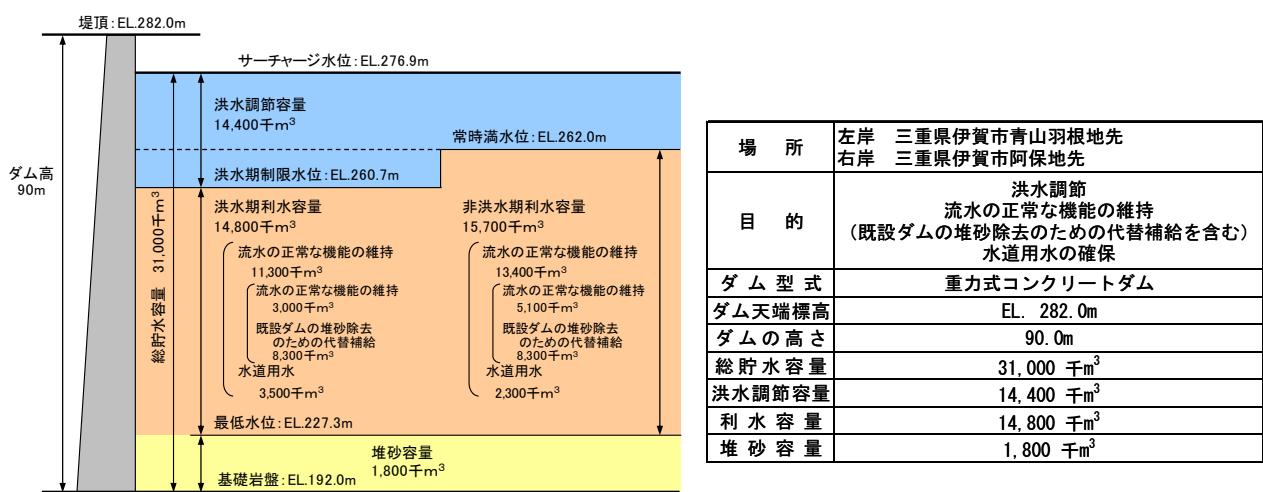 堤頂:EL.282.0m
サーチャージ水位:EL.276.9m
洪水調節容量
14,400千m³
常時満水位:EL.262.0m
ダム高
90m
洪水期制限水位:EL.260.7m
総貯水容量 31,000千m³
洪水期利水容量
14,800千m³
流水の正常な機能の維持
11,300千m³
流水の正常な機能の維持
3,000千m³
既設ダムの堆砂除去
のための代替補給
8,300千m³
水道用水
3,500千m³
非洪水期利水容量
15,700千m³
流水の正常な機能の維持
13,400千m³
流水の正常な機能の維持
5,100千m³
既設ダムの堆砂除去
のための代替補給
8,300千m³
水道用水
2,300千m³
最低水位:EL.227.3m
堆砂容量
1,800千m³
基礎岩盤:EL.192.0m
場 所
左岸 三重県伊賀市青山羽根地先
右岸 三重県伊賀市阿保地先
目 的
洪水調節
流水の正常な機能の維持
(既設ダムの堆砂除去のための代替補給を含む)
水道用水の確保
ダム型式 重力式コンクリートダム
ダム天端標高 EL. 282.0m
ダムの高さ 90.0m
総貯水容量 31,000 千m³
洪水調節容量 14,400 千m³
利水容量 14,800 千m³
堆砂容量 1,800 千m³